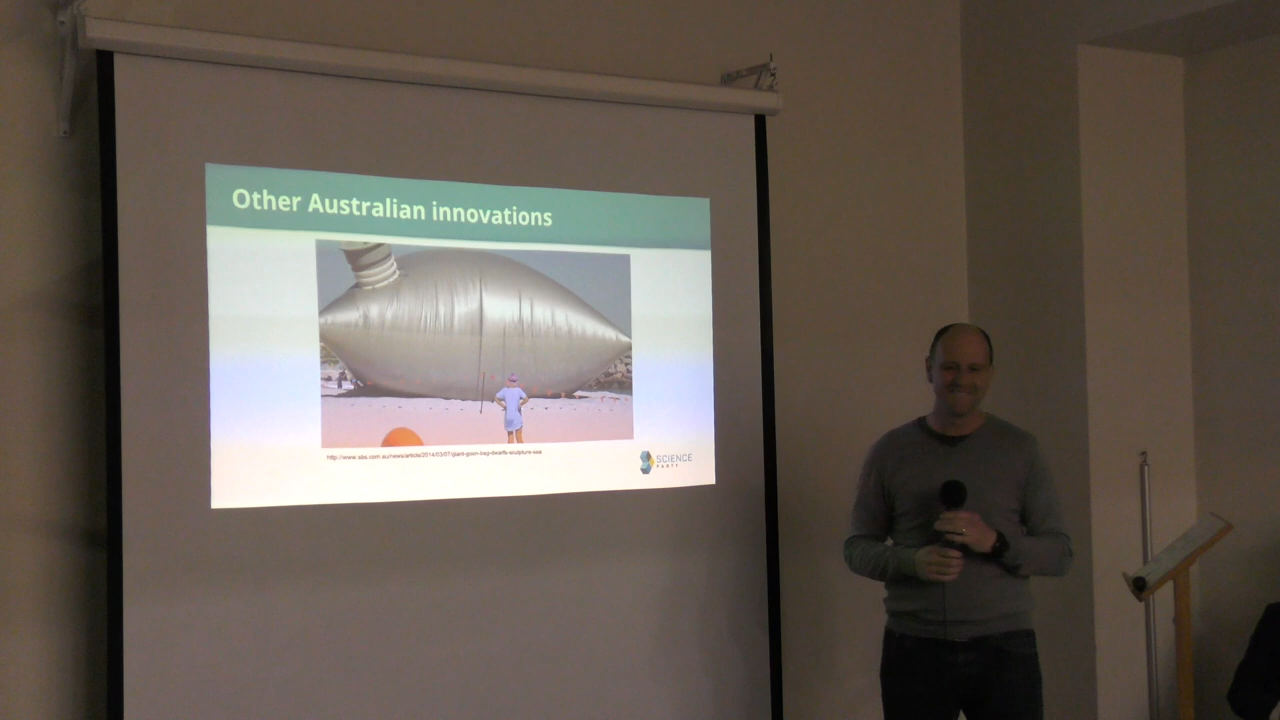 Other Australian innovations
http://www.sbs.com.au/news/article/2014/03/07/giant-goon-bag-dwarfs-sculpture-sea
SCIENCE
PARTY